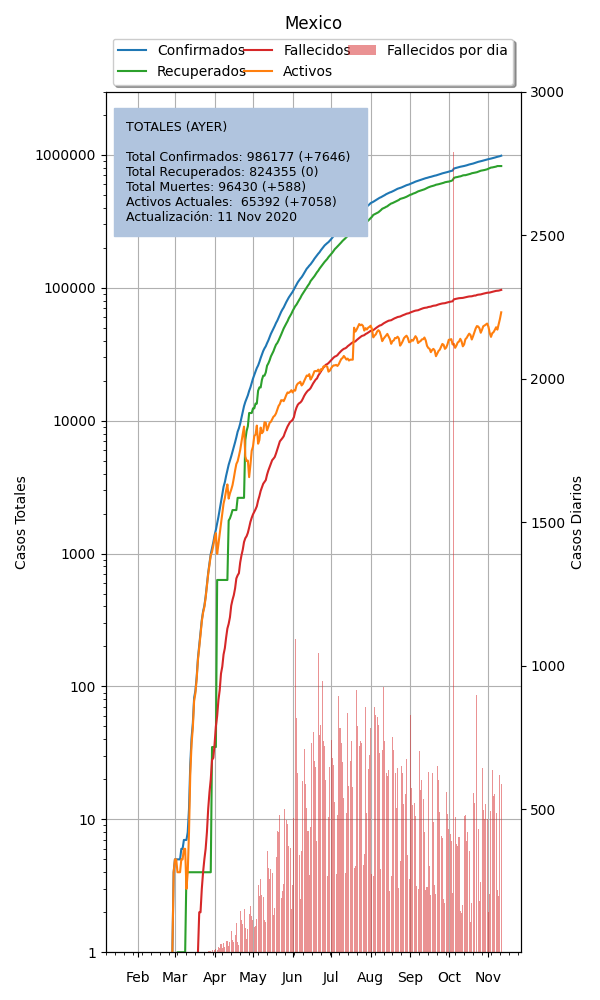 Mexico
Confirmados Fallecidos Fallecidos por dia
Recuperados Activos
TOTALES (AYER)
Total Confirmados: 986177 (+7646)
Total Recuperados: 824355 (0)
Total Muertes: 96430 (+588)
Activos Actuales:  65392 (+7058)
Actualización: 11 Nov 2020
Casos Totales
1000000
100000
10000
1000
100
10
1
3000
2500
2000
1500
1000
500
Casos Diarios
Feb Mar Apr May Jun Jul Aug Sep Oct Nov